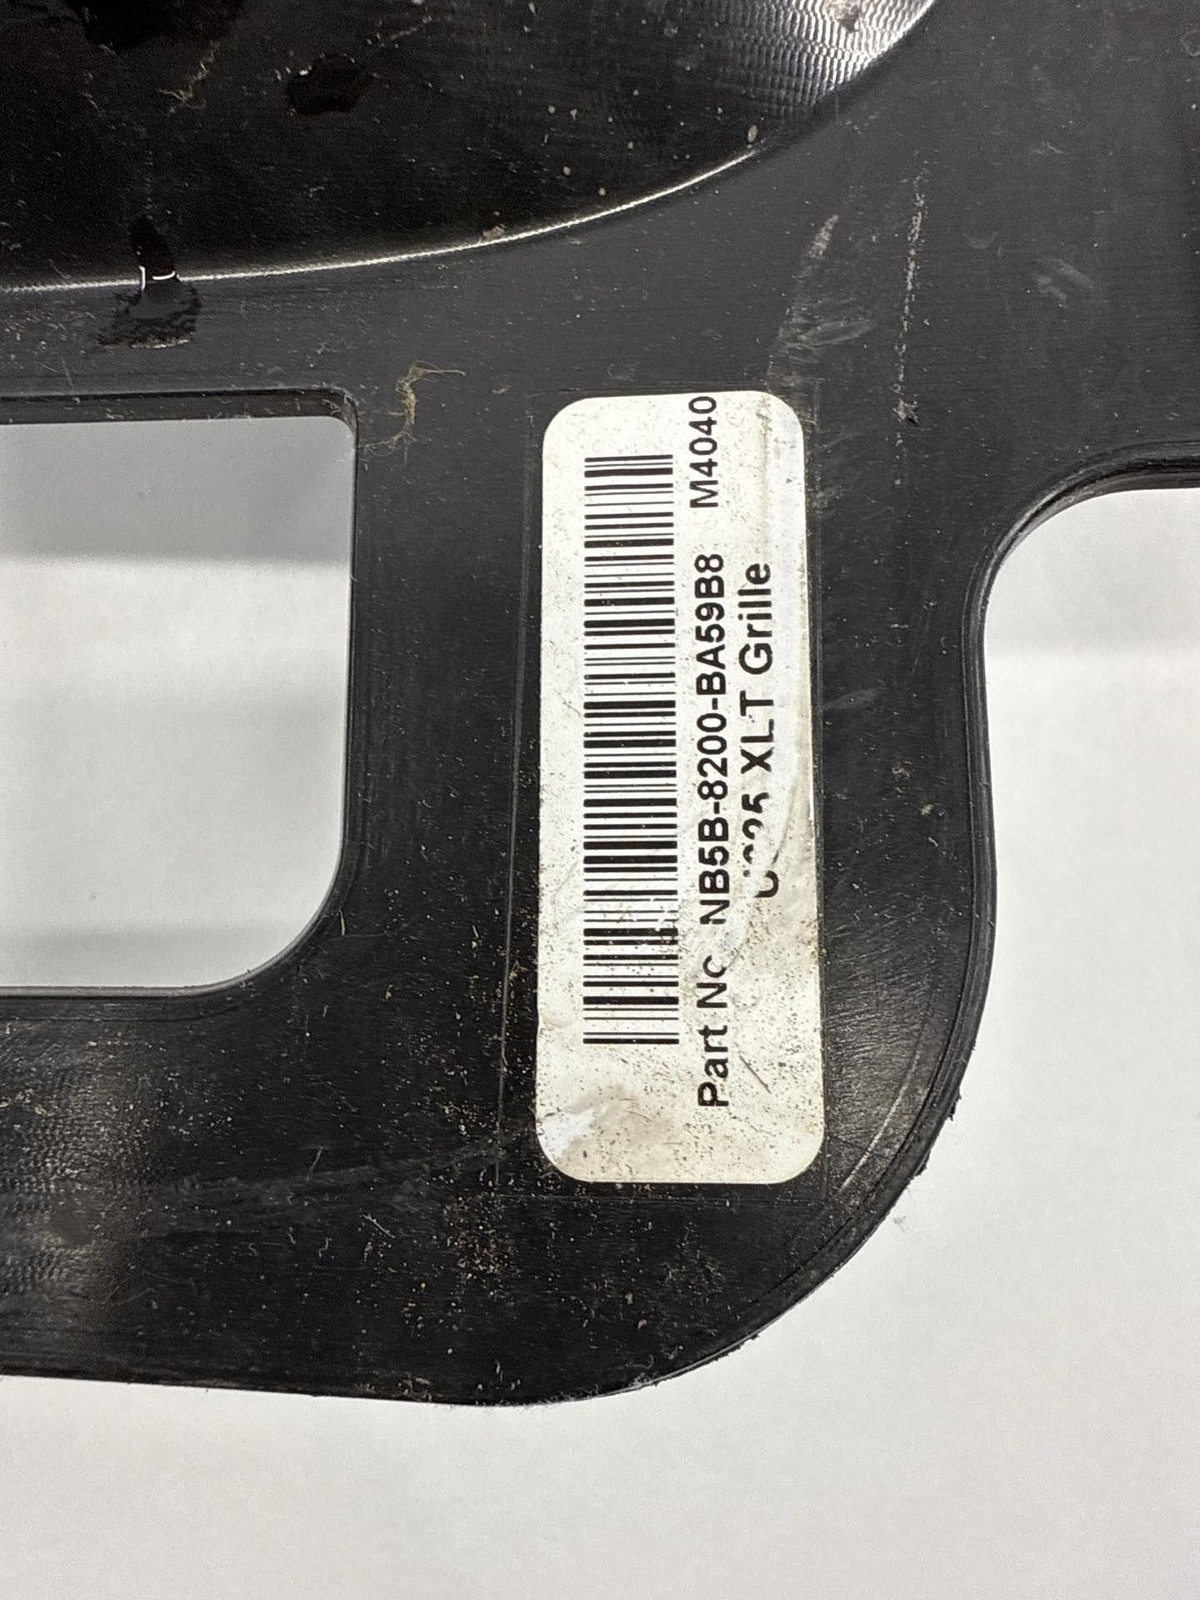 M4040
Part No NB5B-8200-BA59B8
XLT Grille